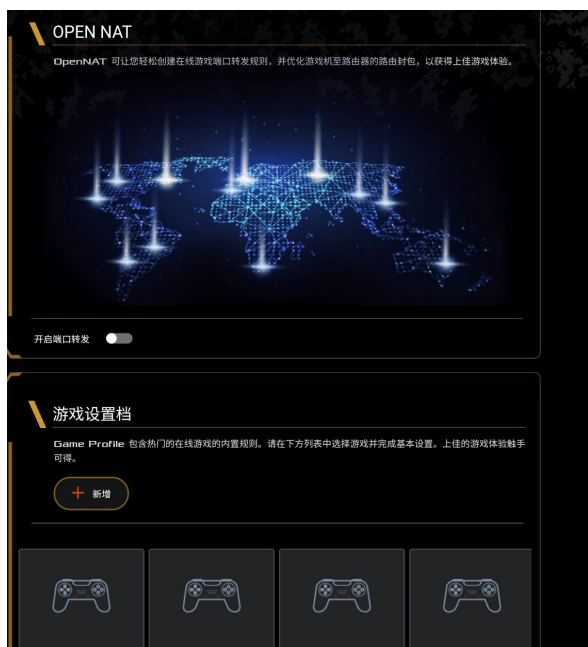 OPEN NAT
OpenNAT 可让您轻松创建在线游戏端口转发规则，并优化游戏机至路由器的路由封包，以获得上佳游戏体验。
开启端口转发
游戏设置档
Game Profile 包含热门的在线游戏的内置规则。请在下方列表中选择游戏并完成基本设置。上佳的游戏体验触手
可得。
新增